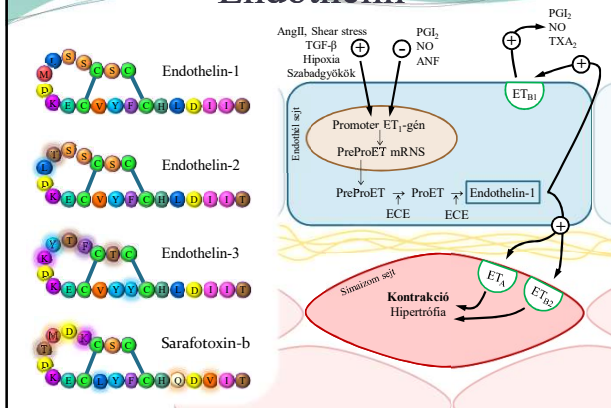 Endothelin
L S S C S C
M
D
K E C V Y F C H L D I I T
Endothelin-1
T S S C S C
L
D
K E C V Y F C H L D I I T
Endothelin-2
Y T F C T C
K
D
K E C V Y Y C H L D I I T
Endothelin-3
M D K C S C
T
D
K E C L Y F C H Q D V I T
Sarafotoxin-b
AngII, Shear stress
TGF-β
Hipoxia
Szabadgyökök
+
-
PGI2
NO
ANF
+
PGI2
NO
TXA2
+
ETB1
Endothél sejt
Promoter ET1-gén
PreProET mRNS
PreProET
ProET
Endothelin-1
ECE
ECE
+
Símaizom sejt
ETA
ETB2
Kontrakció
Hipertrófia